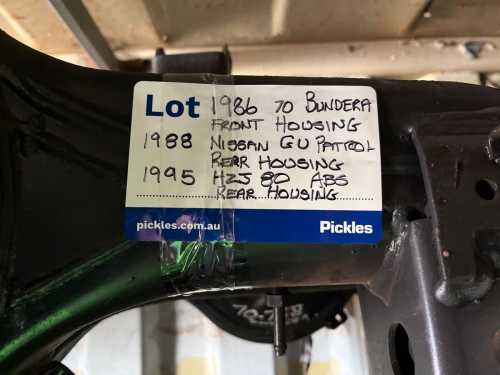 Lot 1986 70 BUNDERA
FRONT HOUSING
1988 NISSAN GU PATROL
REAR HOUSING
1995 HZJ 80 ABS
REAR HOUSING
pickles.com.au Pickles